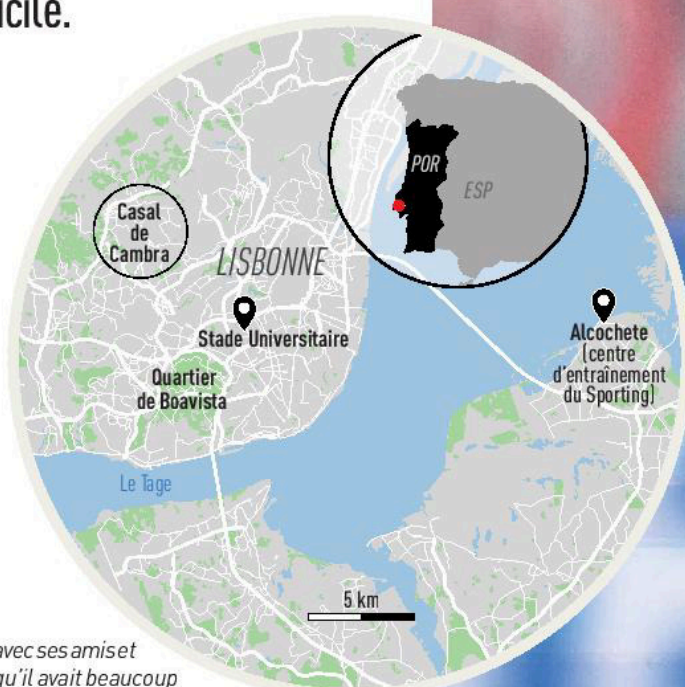 icile.
POR
ESP
Casal
de
Cambra
LISBONNE
Stade Universitaire
Alcochete
(centre
d'entraînement
du Sporting)
Quartier
de Boavista
Le Tage
5 km
avec ses amis et
qu'il avait beaucoup